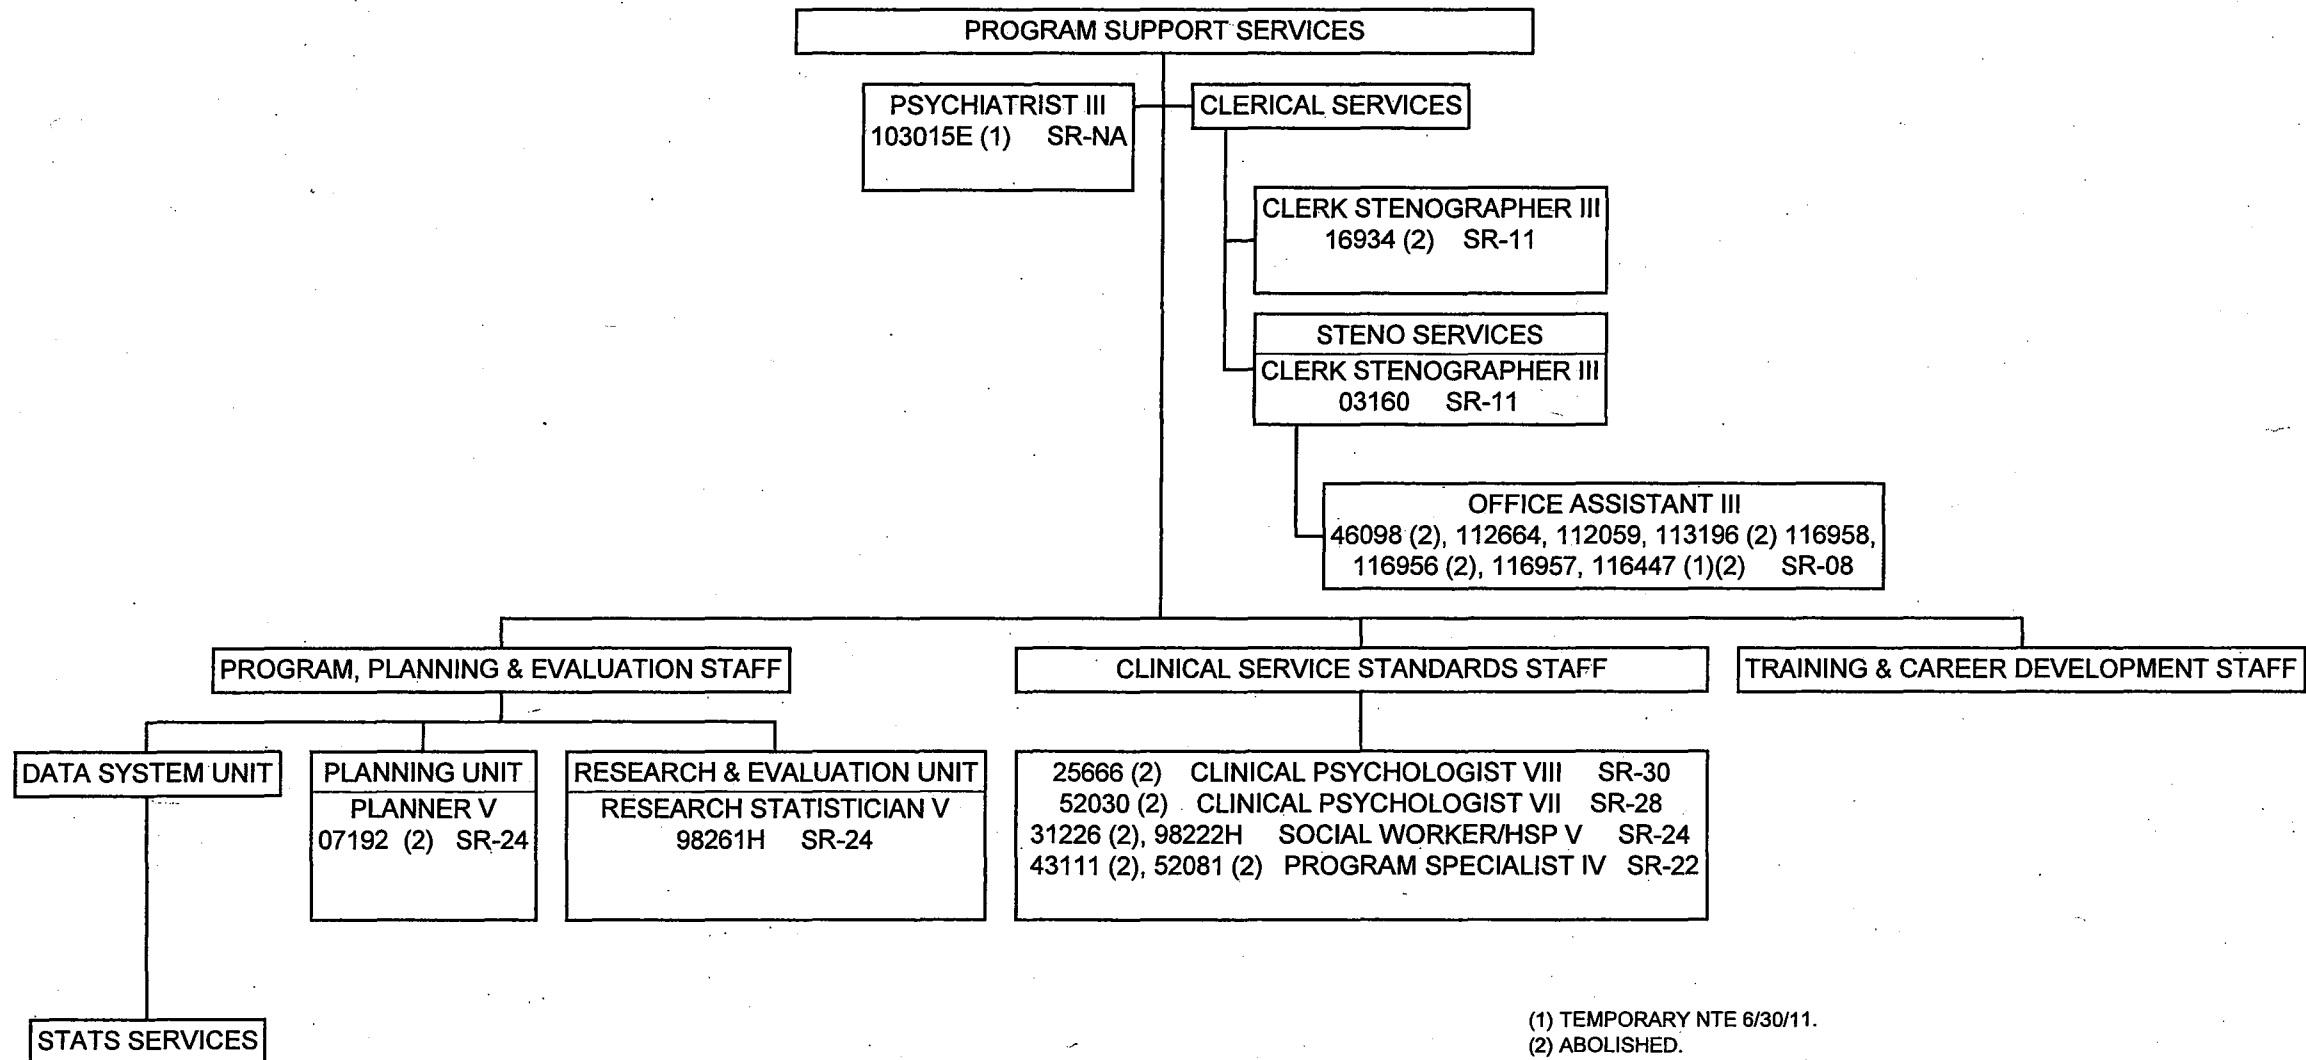 PROGRAM SUPPORT SERVICES
PSYCHIATRIST III
103015E (1) SR-NA
CLERICAL SERVICES
CLERK STENOGRAPHER III
16934 (2) SR-11
STENO SERVICES
CLERK STENOGRAPHER III
03160 SR-11
OFFICE ASSISTANT III
46098 (2), 112664, 112059, 113196 (2) 116958,
116956 (2), 116957, 116447 (1)(2) SR-08
PROGRAM, PLANNING & EVALUATION STAFF
CLINICAL SERVICE STANDARDS STAFF
TRAINING & CAREER DEVELOPMENT STAFF
DATA SYSTEM UNIT
PLANNING UNIT
PLANNER V
07192 (2) SR-24
RESEARCH & EVALUATION UNIT
RESEARCH STATISTICIAN V
98261H SR-24
25666 (2) CLINICAL PSYCHOLOGIST VIII SR-30
52030 (2) CLINICAL PSYCHOLOGIST VII SR-28
31226 (2), 98222H SOCIAL WORKER/HSP V SR-24
43111 (2), 52081 (2) PROGRAM SPECIALIST IV SR-22
STATS SERVICES
(1) TEMPORARY NTE 6/30/11.
(2) ABOLISHED.